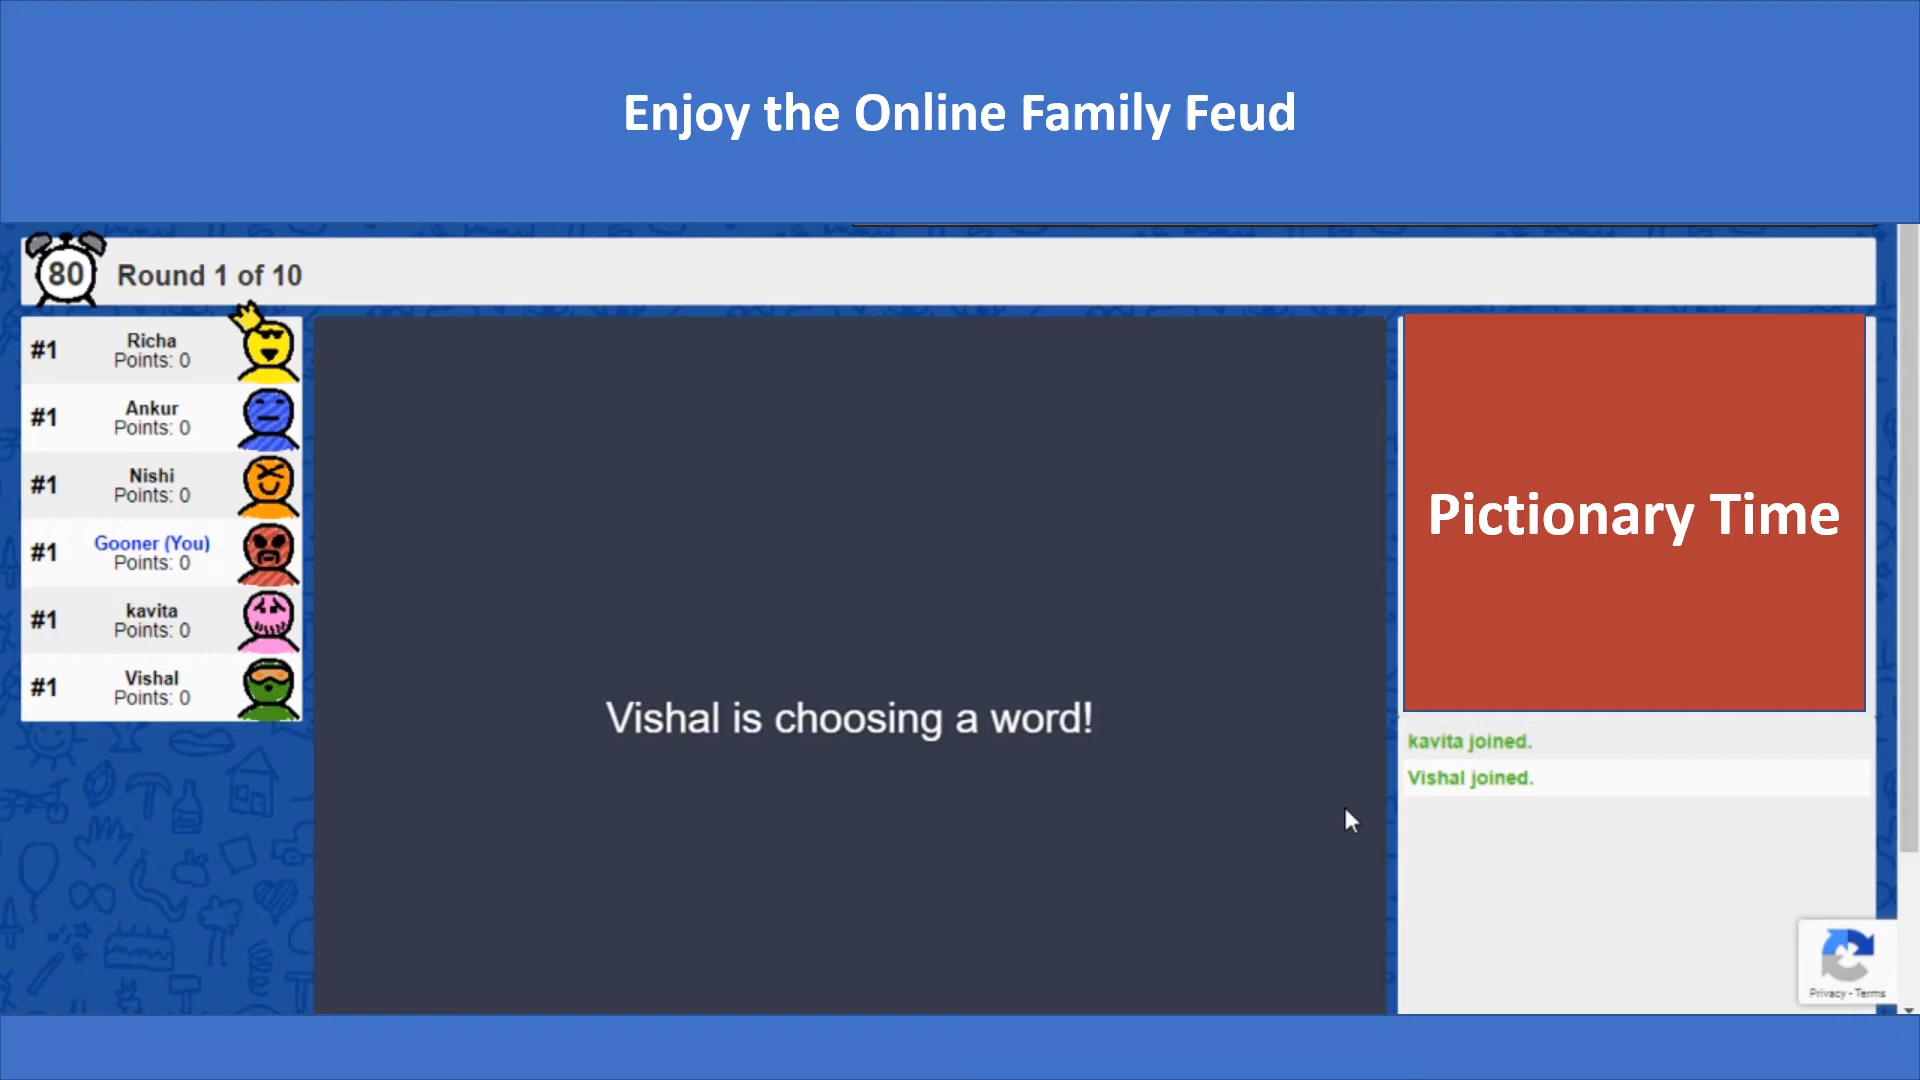 Enjoy the Online Family Feud
80
Round 1 of 10
#1
Richa
Points: 0
#1
Ankur
Points: 0
#1
Nishi
Points: 0
#1
Gooner (You)
Points: 0
#1
kavita
Points: 0
#1
Vishal
Points: 0
Vishal is choosing a word!
Pictionary Time
kavita joined.
Vishal joined.
Privacy - Terms